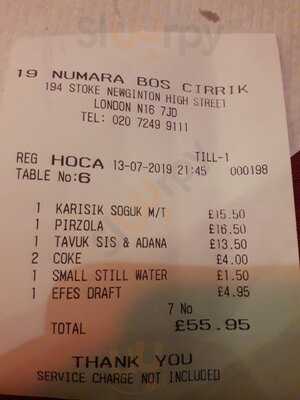 19 NUMARA BOS CIRRIK
194 STOKE NEWINGTON HIGH STREET
LONDON N16 7JD
TEL: 020 7249 9111
TILL-1
REG HOCA 13-07-2019 21:45 000198
TABLE No:6
1 KARISIK SOGUK M/T £15.50
1 PIRZOLA £16.50
1 TAVUK SIS & ADANA £13.50
2 COKE £4.00
1 SMALL STILL WATER £1.50
1 EFES DRAFT £4.95
7 No
TOTAL £55.95
THANK YOU
SERVICE CHARGE NOT INCLUDED
sluurpy